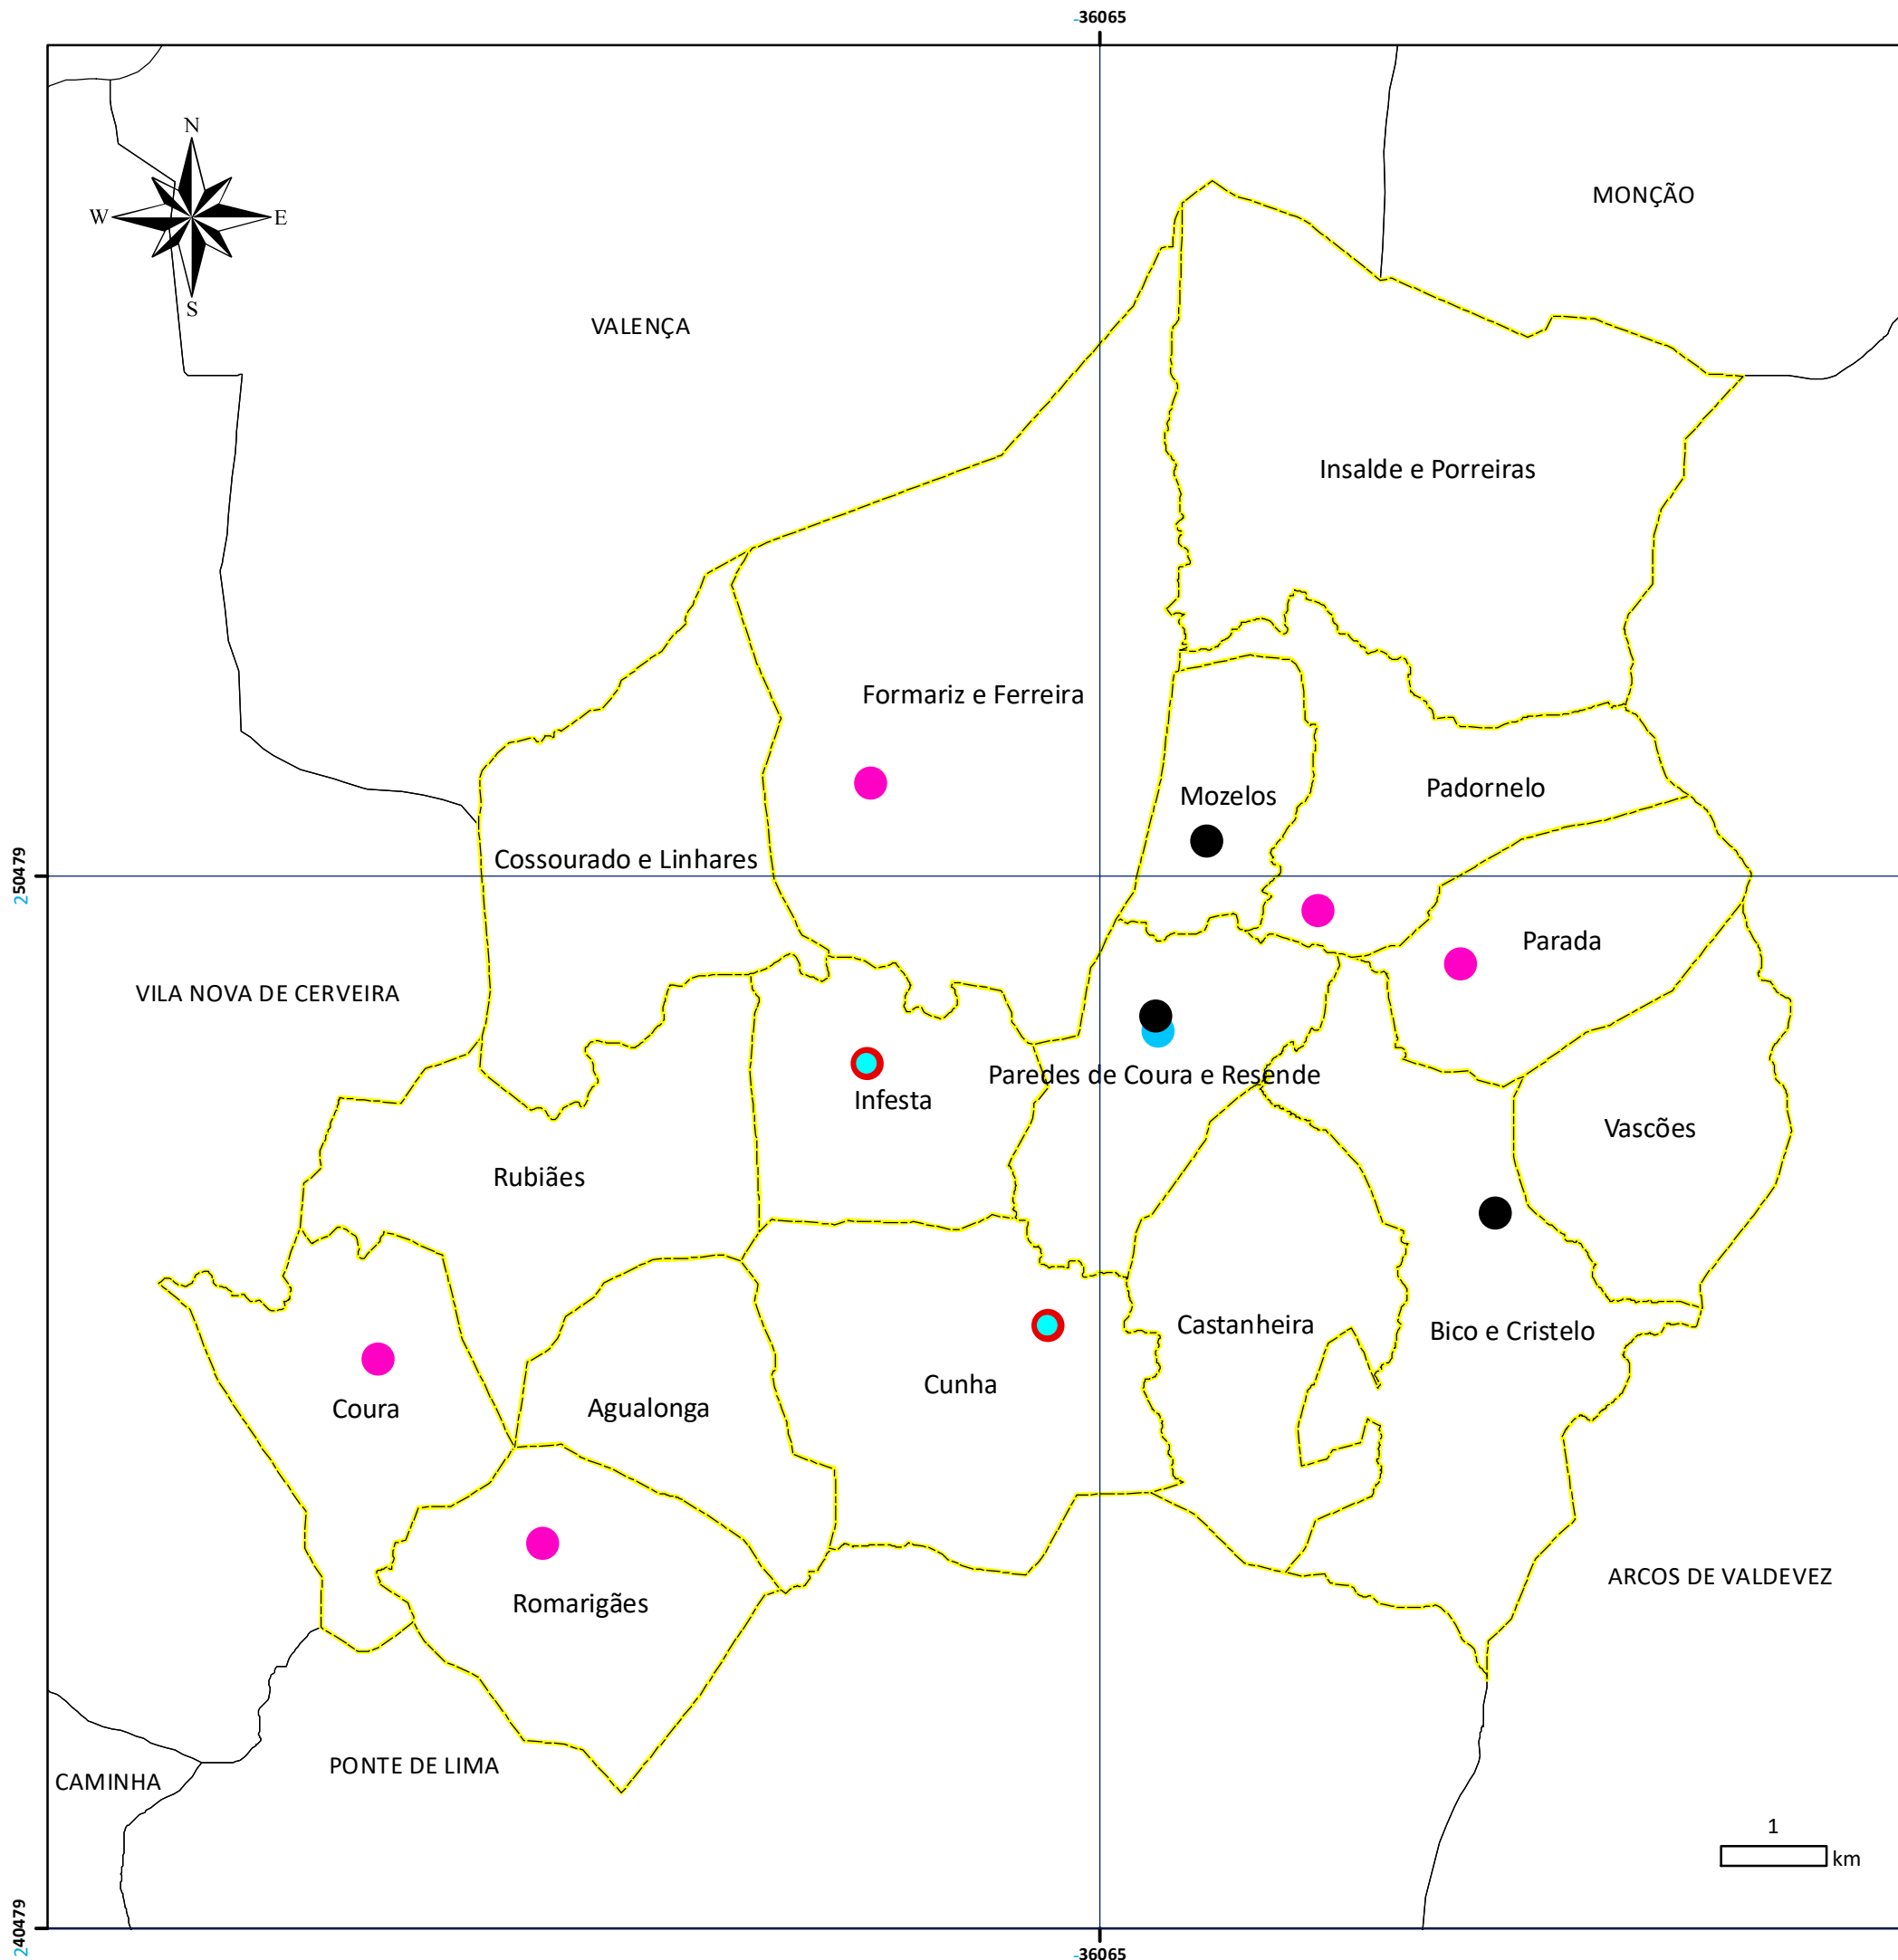 -36065
N
W E
S
MONÇÃO
VALENÇA
Insalde e Porreiras
Formariz e Ferreira
Mozelos
Padornelo
Cossourado e Linhares
250479
Parada
VILA NOVA DE CERVEIRA
Paredes de Coura e Resende
Infesta
Vascões
Rubiães
Castanheira
Bico e Cristelo
Cunha
Coura
Agualonga
Romarigães
ARCOS DE VALDEVEZ
PONTE DE LIMA
CAMINHA
1
km
240479
-36065